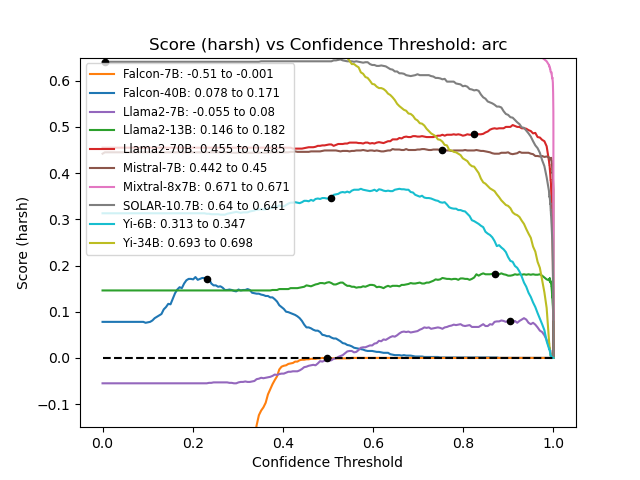 Score (harsh) vs Confidence Threshold: arc
Score (harsh)
0.6
0.5
0.4
0.3
0.2
0.1
0.0
−0.1
Falcon-7B: -0.51 to -0.001
Falcon-40B: 0.078 to 0.171
Llama2-7B: -0.055 to 0.08
Llama2-13B: 0.146 to 0.182
Llama2-70B: 0.455 to 0.485
Mistral-7B: 0.442 to 0.45
Mixtral-8x7B: 0.671 to 0.671
SOLAR-10.7B: 0.64 to 0.641
Yi-6B: 0.313 to 0.347
Yi-34B: 0.693 to 0.698
0.0 0.2 0.4 0.6 0.8 1.0
Confidence Threshold